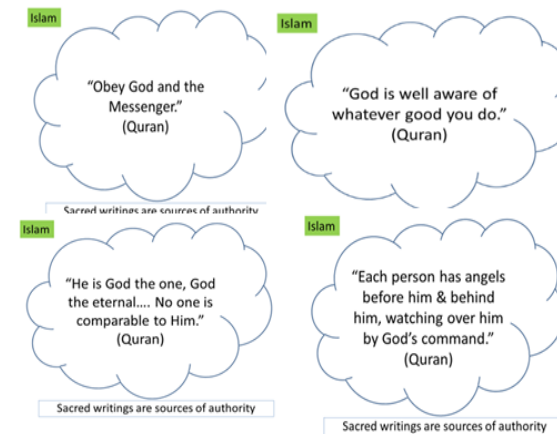 Islam
“Obey God and the
Messenger.”
(Quran)
Sacred writings are sources of authority
Islam
“God is well aware of
whatever good you do.”
(Quran)
Islam
“He is God the one, God
the eternal.... No one is
comparable to Him.”
(Quran)
Sacred writings are sources of authority
Islam
“Each person has angels
before him & behind
him, watching over him
by God’s command.”
(Quran)
Sacred writings are sources of authority